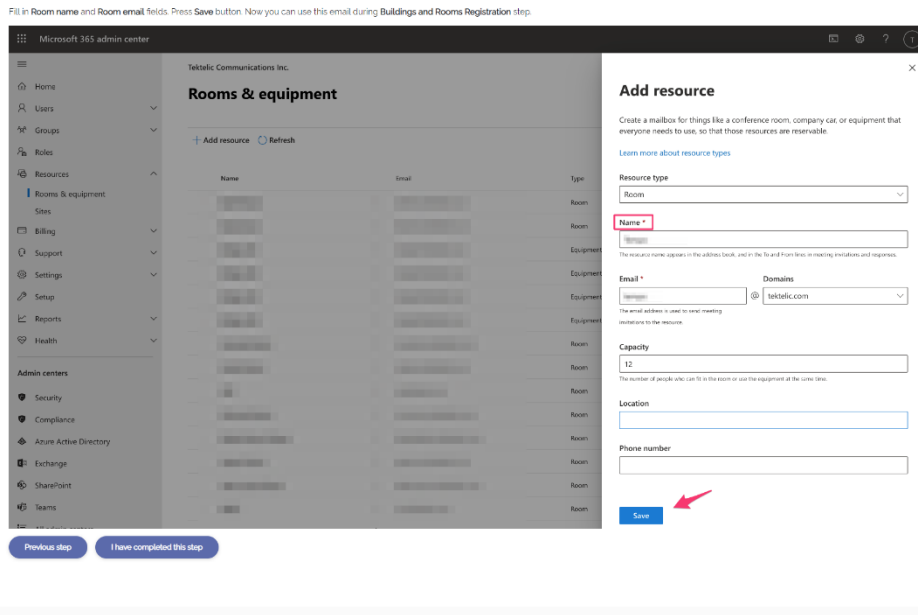 Fill in Room name and Room email fields. Press Save button. Now you can use this email during Buildings and Rooms Registration step.
Microsoft 365 admin center
?
T
Home
Users
Groups
Roles
Resources
Rooms & equipment
Sites
Billing
Support
Settings
Setup
Reports
Health
Admin centers
Security
Compliance
Azure Active Directory
Exchange
SharePoint
Teams
All admin centers
Tektelic Communications Inc.
Rooms & equipment
Add resource
Refresh
Name Email Type
Room
Room
Equipment
Equipment
Equipment
Equipment
Room
Room
Room
Room
Room
Room
Room
Room
Add resource
Create a mailbox for things like a conference room, company car, or equipment that
everyone needs to use, so that those resources are reservable.
Learn more about resource types
Resource type
Room
Name *
The resource name appears in the address book, and in the To and From lines in meeting invitations and responses.
Email * Domains
@ tektelic.com
The email address is used to send meeting
invitations to the resource.
Capacity
12
The number of people who can fit in the room or use the equipment at the same time.
Location
Phone number
Save
Previous step
I have completed this step